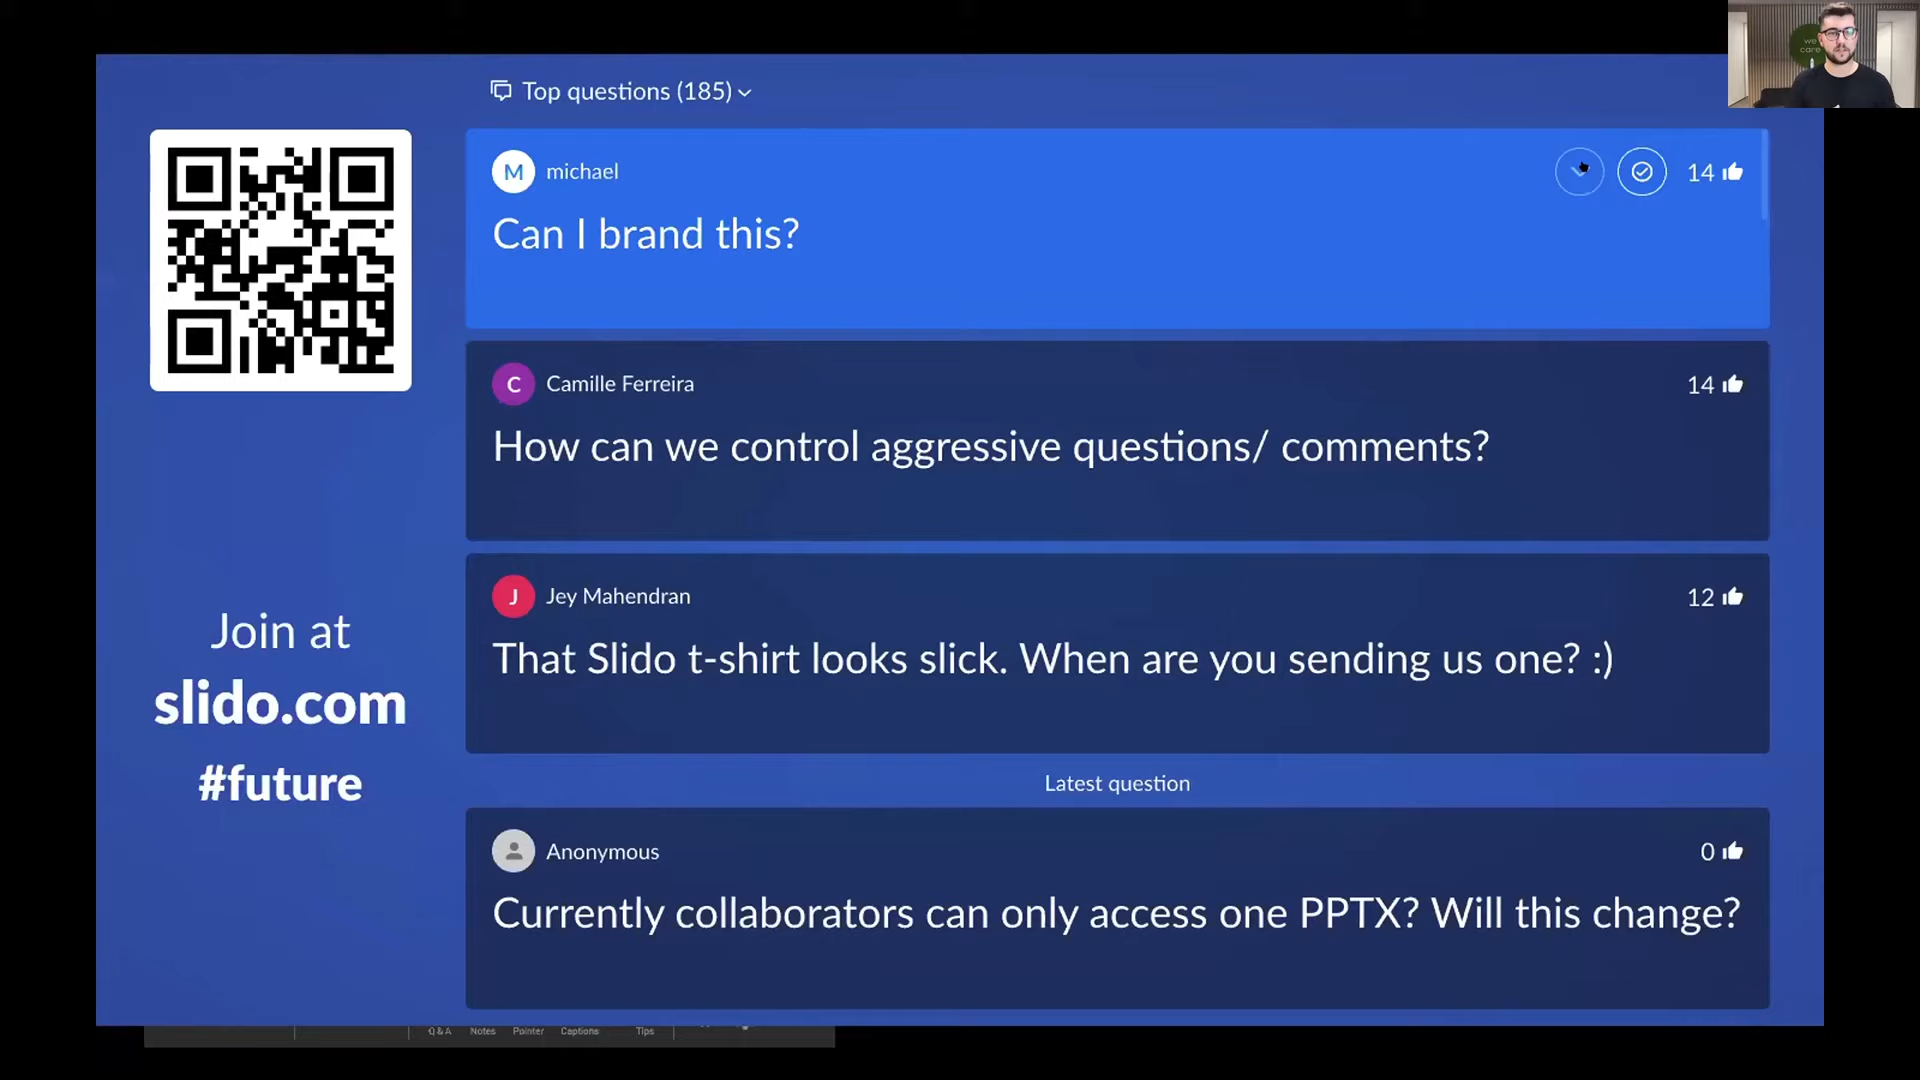 we
care
Top questions (185)
M michael
14
Can I brand this?
C Camille Ferreira
14
How can we control aggressive questions/ comments?
J Jey Mahendran
12
That Slido t-shirt looks slick. When are you sending us one? :)
Join at
slido.com
#future
Latest question
Anonymous
0
Currently collaborators can only access one PPTX? Will this change?
Q&A Notes Pointer Captions Tips